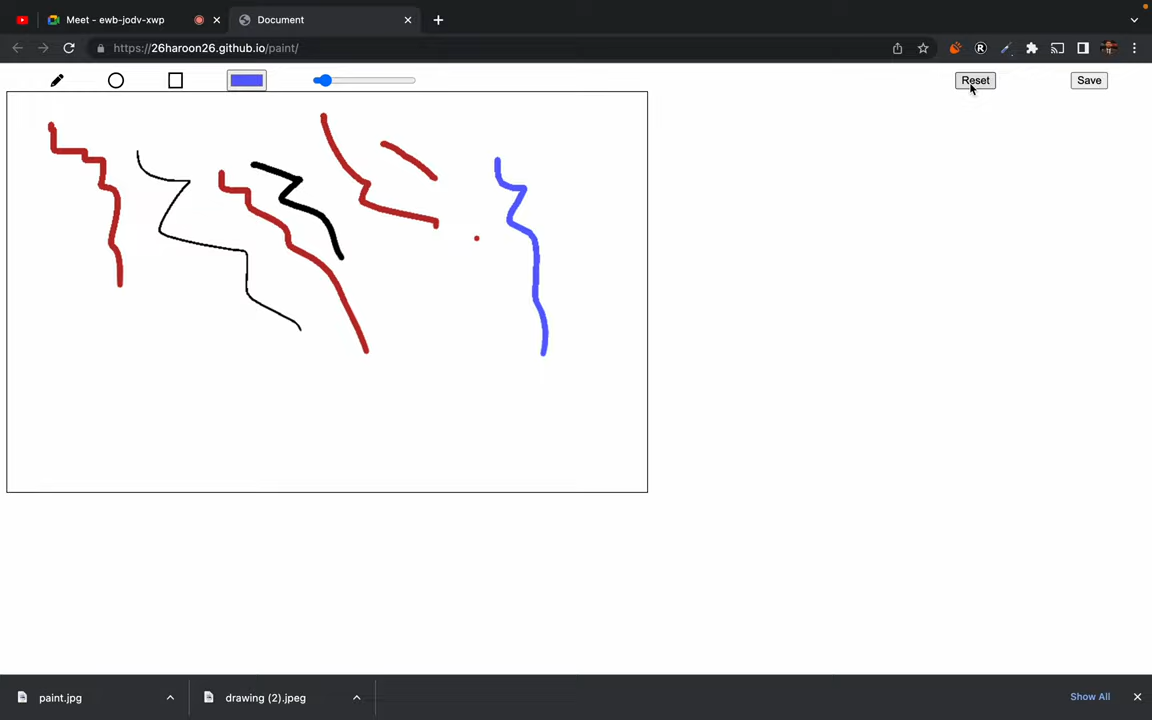 Meet - ewb-jodv-xwp
Document
https://26haroon26.github.io/paint/
Reset
Save
paint.jpg
drawing (2).jpeg
Show All